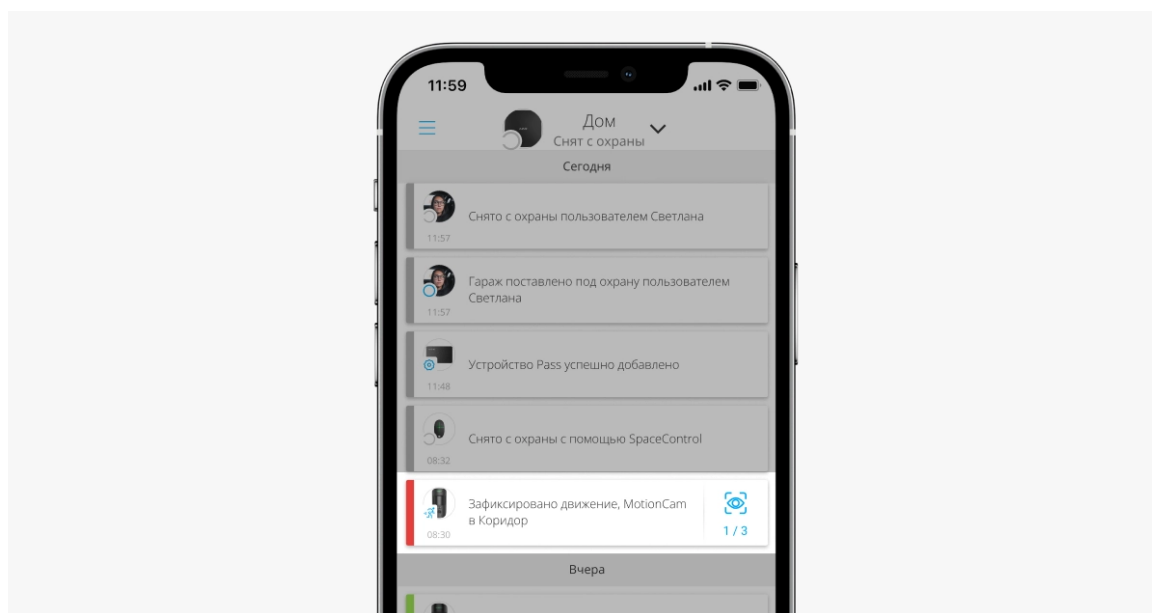 11:59
Дом
Снят с охраны
Сегодня
Снято с охраны пользователем Светлана
11:57
Гараж поставлено под охрану пользователем
Светлана
11:57
Устройство Pass успешно добавлено
11:48
Снято с охраны с помощью SpaceControl
08:32
Зафиксировано движение, MotionCam
в Коридор
08:30
1 / 3
Вчера